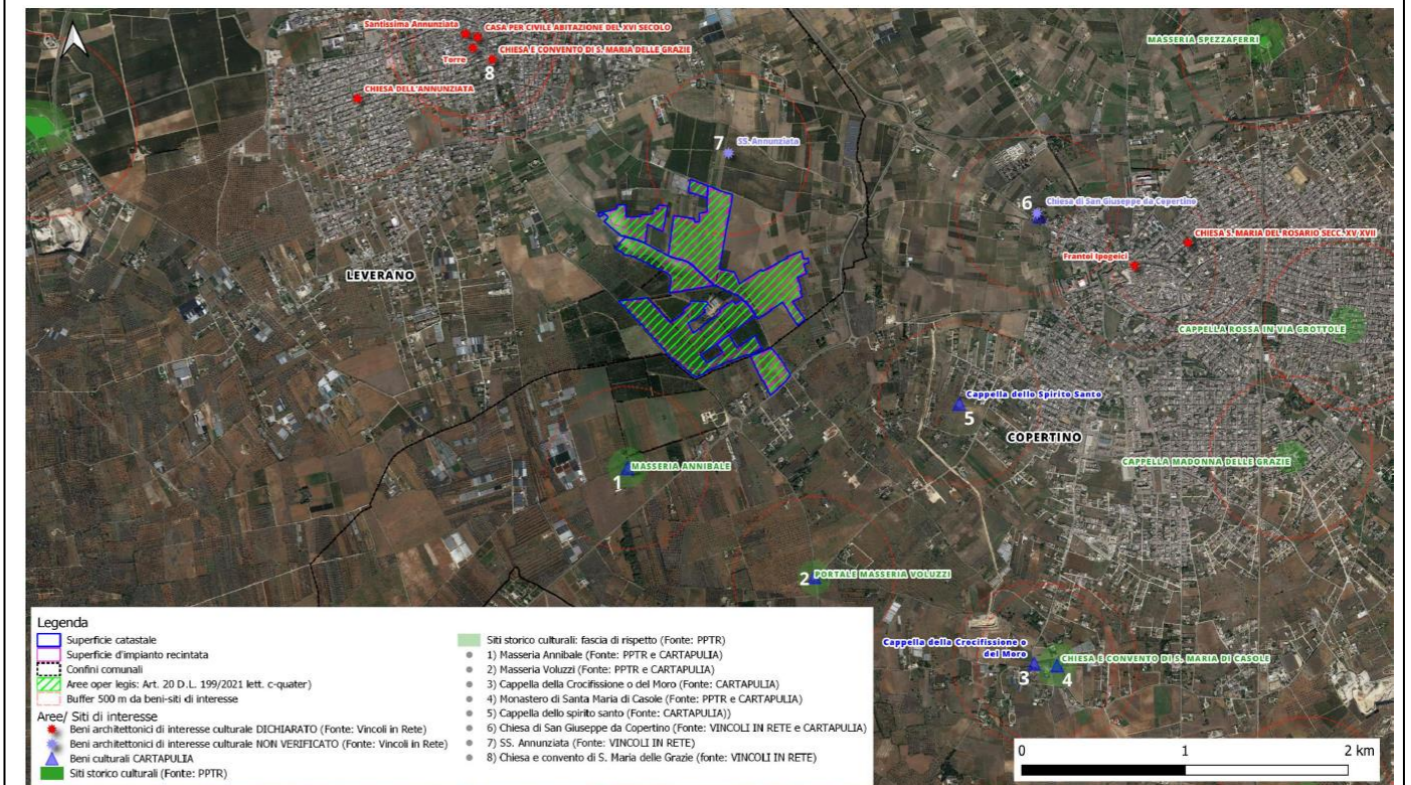 Santissima Annunziata
CASA PER CIVILE ABITAZIONE DEL XVI SECOLO
CHIESA E CONVENTO DI S. MARIA DELLE GRAZIE
Torre
8
CHIESA DELL'ANNUNZIATA
MASSERIA SPEZZAFERRI
7
SS. Annunziata
6
Chiesa di San Giuseppe da Copertino
CHIESA S. MARIA DEL ROSARIO SECC. XV XVII
Frantoi Ipogeici
LEVERANO
CAPPELLA ROSSA IN VIA GROTTOLE
Cappella dello Spirito Santo
5
COPERTINO
CAPPELLA MADONNA DELLE GRAZIE
MASSERIA ANNIBALE
1
2
PORTALE MASSERIA VOLUZZI
Cappella della Crocifissione o
del Moro
CHIESA E CONVENTO DI S. MARIA DI CASOLE
3
4
Legenda
Superficie catastale
Superficie d'impianto recintata
Confini comunali
Aree oper legis: Art. 20 D.L. 199/2021 lett. c-quater)
Buffer 500 m da beni-siti di interesse
Aree/ Siti di interesse
Beni architettonici di interesse culturale DICHIARATO (Fonte: Vincoli in Rete)
Beni architettonici di interesse culturale NON VERIFICATO (Fonte: Vincoli in Rete)
Beni culturali CARTAPULIA
Siti storico culturali (Fonte: PPTR)
Siti storico culturali: fascia di rispetto (Fonte: PPTR)
1) Masseria Annibale (Fonte: PPTR e CARTAPULIA)
2) Masseria Voluzzi (Fonte: PPTR e CARTAPULIA)
3) Cappella della Crocifissione o del Moro (Fonte: CARTAPULIA)
4) Monastero di Santa Maria di Casole (Fonte: PPTR e CARTAPULIA)
5) Cappella dello spirito santo (Fonte: CARTAPULIA))
6) Chiesa di San Giuseppe da Copertino (Fonte: VINCOLI IN RETE e CARTAPULIA)
7) SS. Annunziata (Fonte: VINCOLI IN RETE)
8) Chiesa e convento di S. Maria delle Grazie (fonte: VINCOLI IN RETE)
0 1 2 km